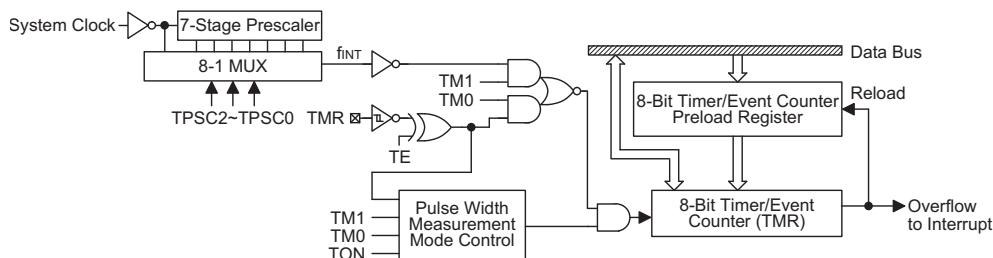 System Clock
7-Stage Prescaler
8-1 MUX
fINT
TPSC2~TPSC0
TMR
TE
TM1
TM0
TM1
TM0
TON
Pulse Width
Measurement
Mode Control
Data Bus
8-Bit Timer/Event Counter
Preload Register
Reload
8-Bit Timer/Event
Counter (TMR)
Overflow
to Interrupt